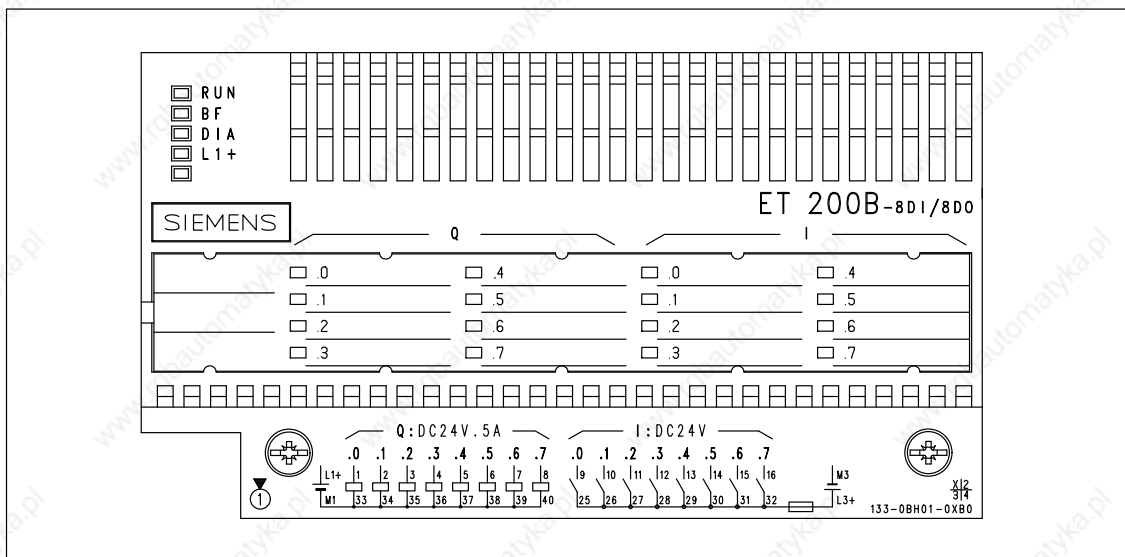 RUN
BF
DIA
L1+
ET 200B-8DI/8DO
SIEMENS
Q I
.0 .4 .0 .4
.1 .5 .1 .5
.2 .6 .2 .6
.3 .7 .3 .7
Q:DC24V.5A I:DC24V
.0 .1 .2 .3 .4 .5 .6 .7 .0 .1 .2 .3 .4 .5 .6 .7
L1+ 1 2 3 4 5 6 7 8 9 10 11 12 13 14 15 16 M3
M1 33 34 35 36 37 38 39 40 25 26 27 28 29 30 31 32 L3+
1
X 2
3 4
133-0BH01-0XB0
www.robautomatyka.pl